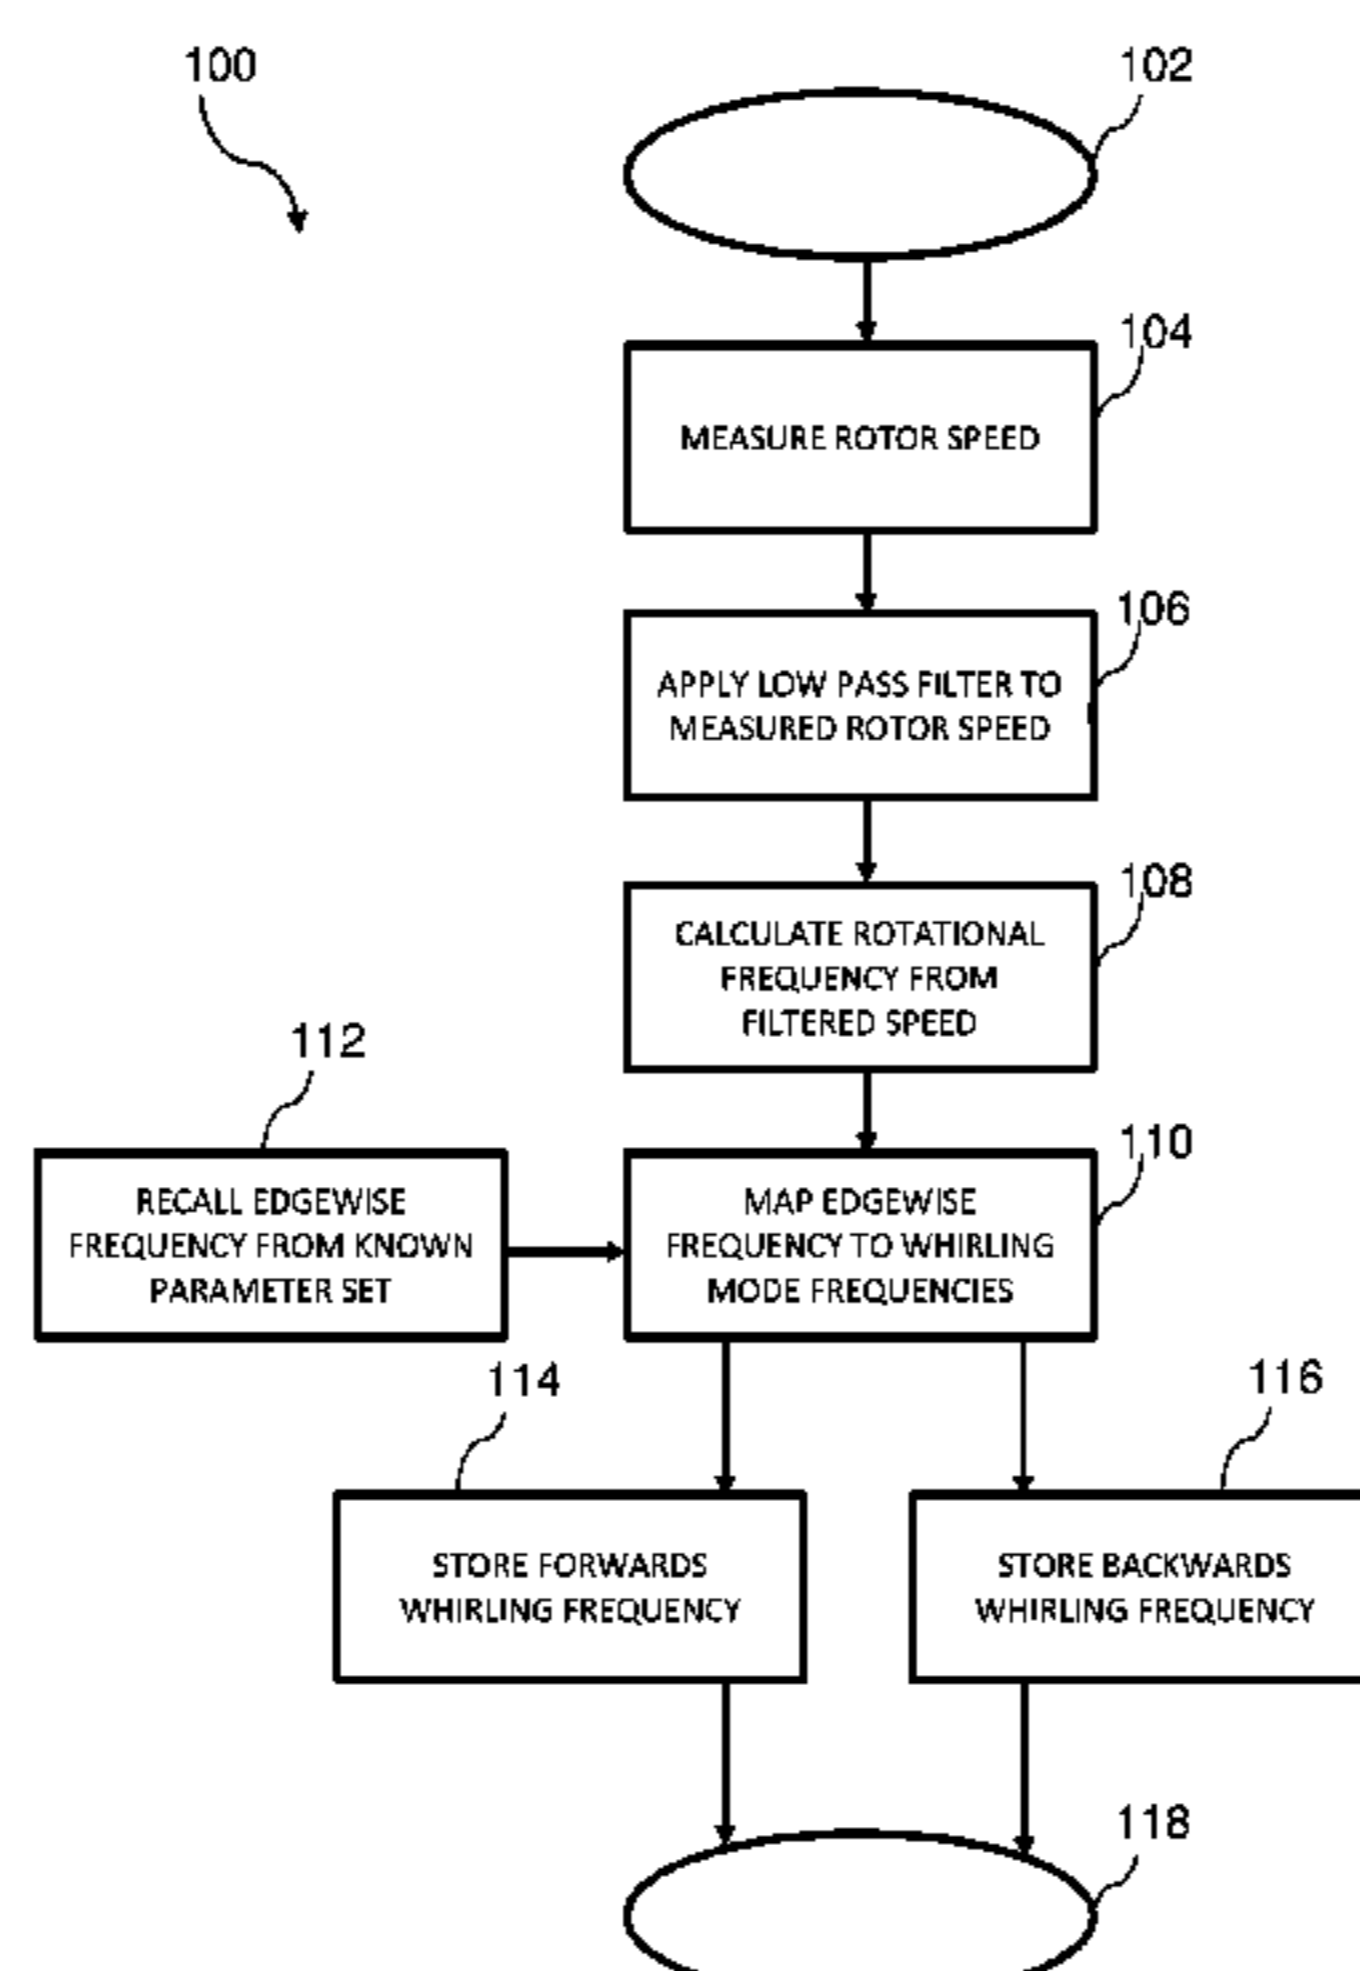 100
102
104
MEASURE ROTOR SPEED
106
APPLY LOW PASS FILTER TO
MEASURED ROTOR SPEED
108
CALCULATE ROTATIONAL
FREQUENCY FROM
FILTERED SPEED
112
RECALL EDGEWISE
FREQUENCY FROM KNOWN
PARAMETER SET
110
MAP EDGEWISE
FREQUENCY TO WHIRLING
MODE FREQUENCIES
114
STORE FORWARDS
WHIRLING FREQUENCY
116
STORE BACKWARDS
WHIRLING FREQUENCY
118